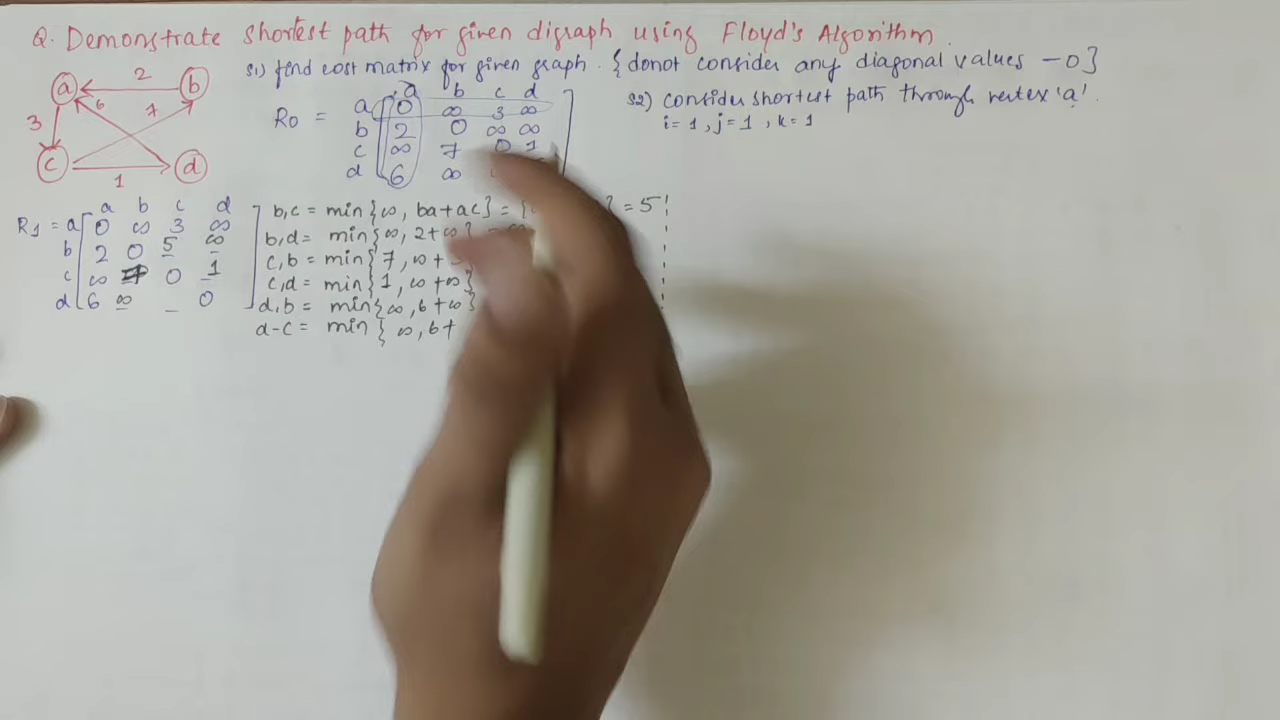 Q. Demonstrate shortest path for given digraph using Floyd's Algorithm.
S1) find cost matrix for given graph. {donot consider any diagonal values - 0}
S2) consider shortest path through vertex 'a'.
i = 1, j = 1, k = 1
a 2 b
3 6 7
c 1 d
a b c d
R0 = a 0 ∞ 3 ∞
b 2 0 ∞ ∞
c ∞ 7 0 1
d 6 ∞
a b c d
R1 = a 0 ∞ 3 ∞
b 2 0 5 ∞
c ∞ 7 0 1
d 6 ∞ _ 0
b,c = min{∞, ba+ac} = { } = 5
b,d = min{∞, 2+∞}
c,b = min{7, ∞+
c,d = min{1, ∞+∞}
d,b = min{∞, 6+∞}
d-c = min{∞, 6+